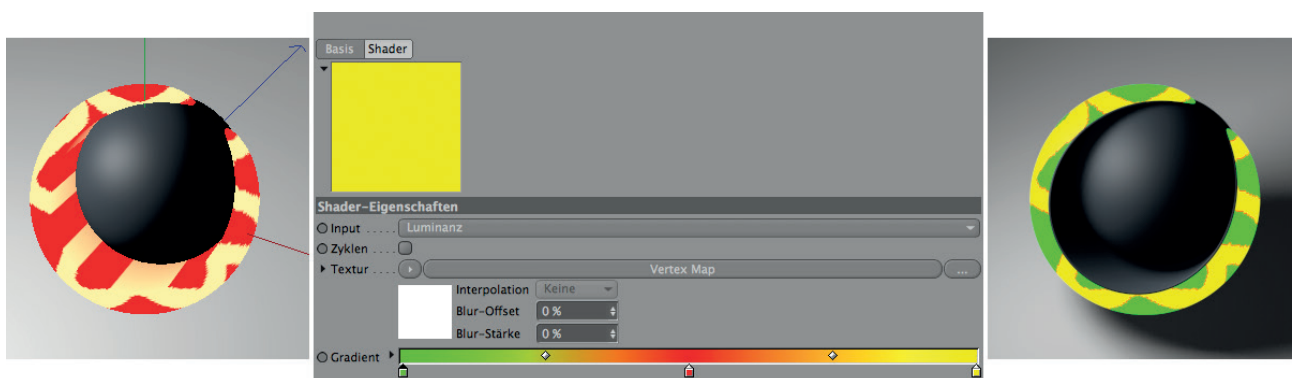 Basis Shader
Shader-Eigenschaften
Input ..... Luminanz
Zyklen ....
Textur .... Vertex Map ...
Interpolation Keine
Blur-Offset 0 %
Blur-Stärke 0 %
Gradient